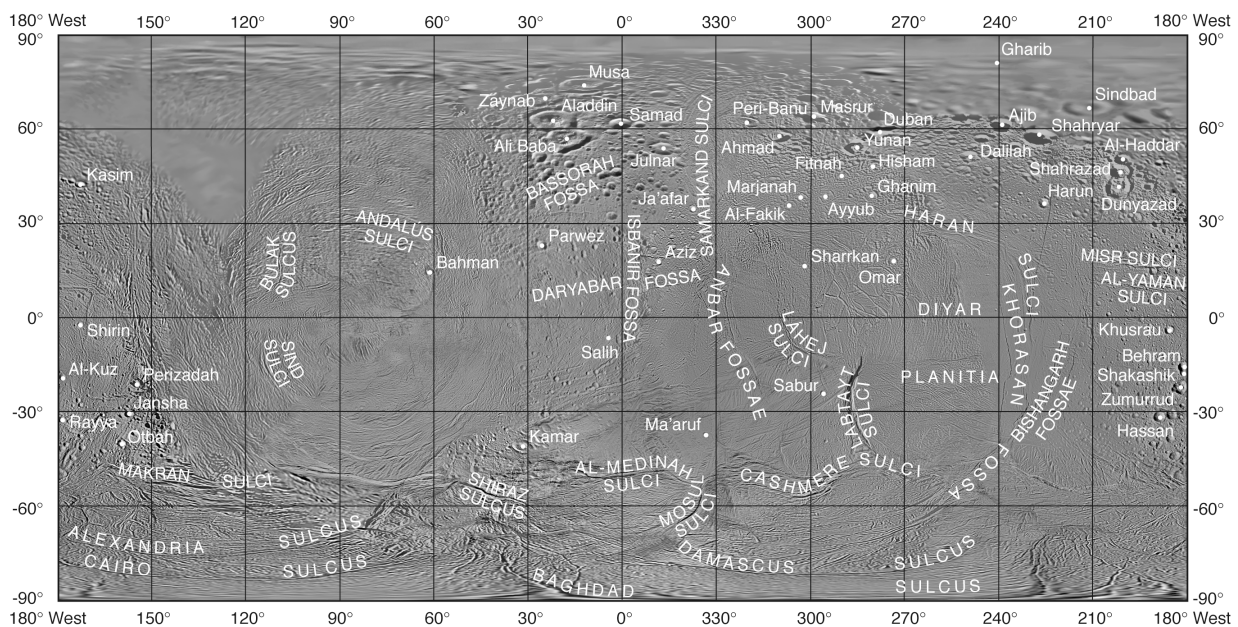 180° West 150° 120° 90° 60° 30° 0° 330° 300° 270° 240° 210° 180° West
90° 90°
Gharib
Musa
Sindbad
Zaynab
Aladdin
Samad
Peri-Banu
Masrur
Duban
Ajib
Shahryar
60° 60°
Ali Baba
Julnar
Ahmad
Yunan
Dalilah
Al-Haddar
Fitnah
Hisham
Shahrazad
Kasim
BASSORAH
FOSSA
SAMARKAND SULCI
Ja'afar
Marjanah
Ghanim
Harun
Al-Fakik
Ayyub
Dunyazad
30° 30°
ANDALUS
SULCI
HARAN
BULAK
SULCUS
Parwez
ISBANIR FOSSA
Aziz
Bahman
Sharrkan
Omar
MISR SULCI
AL-YAMAN
SULCI
DARYABAR FOSSA
ANBAR FOSSAE
DIYAR
KHORASAN
SULCI
0° 0°
Shirin
Khusrau
SIND
SULCI
Salih
LAHEJ
SULCI
Behram
Al-Kuz
Perizadah
Shakashik
PLANITIA
Sabur
Jansha
Zumurrud
LABTAYT
SULCI
BISHANGARH
FOSSAE
-30° -30°
Rayya
Ma'aruf
Hassan
Otbah
Kamar
MAKRAN SULCI
AL-MEDINAH
SULCI
CASHMERE SULCI
FOSSA
SHIRAZ
SULCUS
MOSUL
SULCI
-60° -60°
ALEXANDRIA SULCUS
DAMASCUS SULCUS
CAIRO SULCUS
BAGHDAD SULCUS
-90° -90°
180° West 150° 120° 90° 60° 30° 0° 330° 300° 270° 240° 210° 180° West